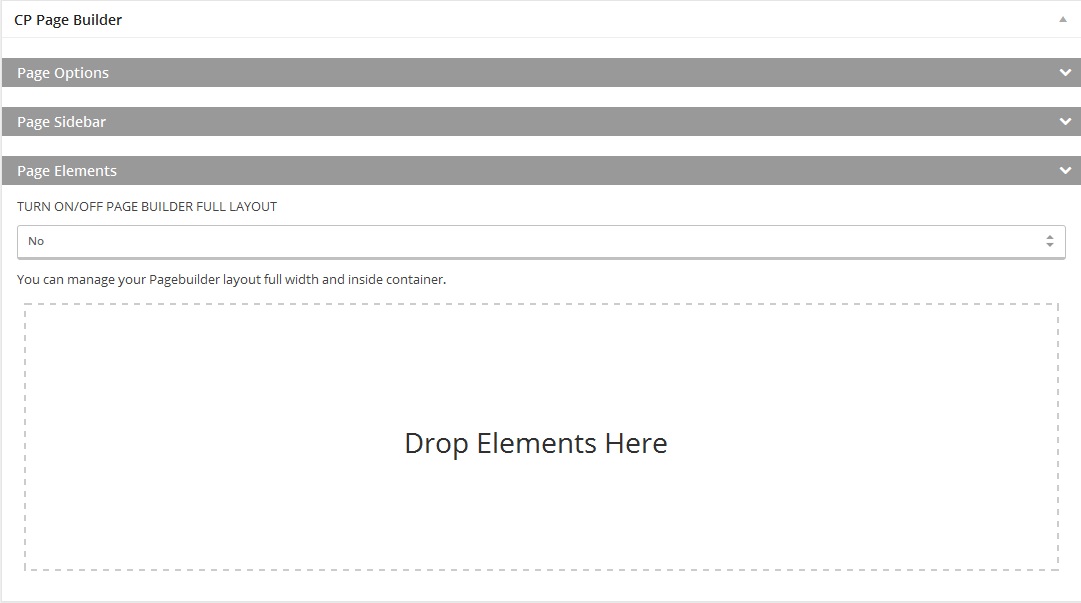 CP Page Builder
Page Options
Page Sidebar
Page Elements
TURN ON/OFF PAGE BUILDER FULL LAYOUT
No
You can manage your Pagebuilder layout full width and inside container.
Drop Elements Here